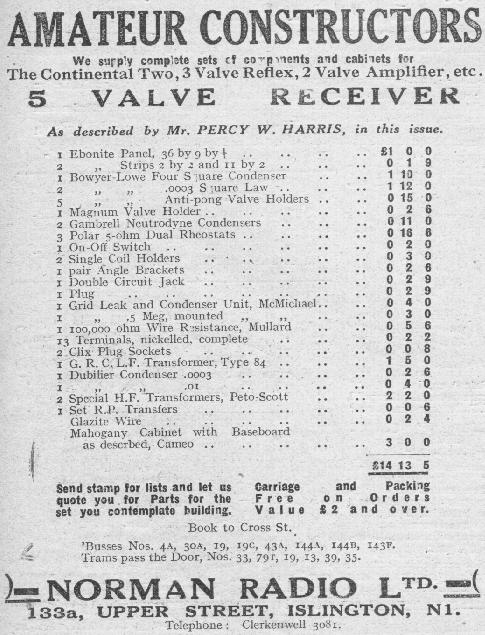 AMATEUR CONSTRUCTORS
We supply complete sets of components and cabinets for
The Continental Two, 3 Valve Reflex, 2 Valve Amplifier, etc.
5 VALVE RECEIVER
As described by Mr. PERCY W. HARRIS, in this issue.
1 Ebonite Panel, 36 by 9 by ¼ .. .. .. .. £1 0 0
2 „ Strips 2 by 2 and 11 by 2 .. .. .. .. 0 1 9
1 Bowyer-Lowe Four Square Condenser .. .. .. 1 10 0
2 „ „ .0003 Square Law .. .. .. 1 12 0
5 „ „ Anti-pong Valve Holders .. .. 0 15 0
1 Magnum Valve Holder .. .. .. .. .. 0 2 6
2 Gambrell Neutrodyne Condensers .. .. .. 0 11 0
3 Polar 5-ohm Dual Rheostats .. .. .. .. 0 16 6
1 On-Off Switch .. .. .. .. .. .. 0 2 0
2 Single Coil Holders .. .. .. .. .. 0 3 0
1 pair Angle Brackets .. .. .. .. .. 0 2 6
1 Double Circuit Jack .. .. .. .. .. 0 2 9
1 Plug .. .. .. .. .. .. .. 0 2 9
1 Grid Leak and Condenser Unit, McMichael .. .. 0 4 0
1 „ .5 Meg, mounted „ „ .. .. 0 3 0
1 100,000 ohm Wire Resistance, Mullard .. .. .. 0 5 6
13 Terminals, nickelled, complete .. .. .. 0 2 2
2 Clix Plug Sockets .. .. .. .. .. 0 0 8
1 G. R. C. L.F. Transformer, Type 84 .. .. .. 1 5 0
1 Dubilier Condenser .0003 .. .. .. .. 0 2 6
1 „ „ .01 .. .. .. .. 0 4 0
2 Special H.F. Transformers, Peto-Scott .. .. 2 2 0
1 Set R.P. Transfers .. .. .. .. .. 0 0 6
Glazite Wire .. .. .. .. .. .. 0 2 4
Mahogany Cabinet with Baseboard
as described, Cameo .. .. .. .. .. 3 0 0
£14 13 5
Send stamp for lists and let us
quote you for Parts for the
set you contemplate building.
Carriage and Packing
Free on Orders
Value £2 and over.
Book to Cross St.
'Busses Nos. 4A, 30A, 19, 19C, 43A, 144A, 144B, 143F.
Trams pass the Door, Nos. 33, 79T, 19, 13, 39, 35.
NORMAN RADIO LTD.
133a, UPPER STREET, ISLINGTON, N1.
Telephone: Clerkenwell 3081.